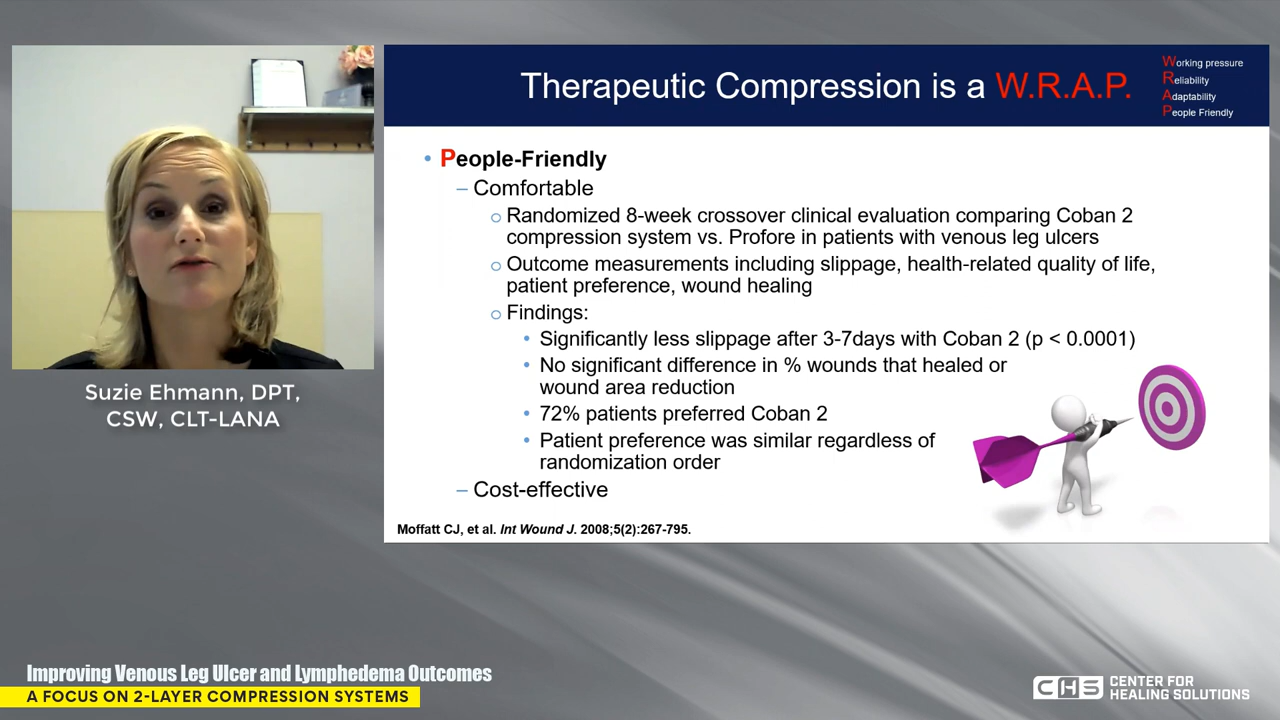 Therapeutic Compression is a W.R.A.P.
Working pressure
Reliability
Adaptability
People Friendly
• People-Friendly
– Comfortable
o Randomized 8-week crossover clinical evaluation comparing Coban 2
compression system vs. Profore in patients with venous leg ulcers
o Outcome measurements including slippage, health-related quality of life,
patient preference, wound healing
o Findings:
• Significantly less slippage after 3-7days with Coban 2 (p < 0.0001)
• No significant difference in % wounds that healed or
wound area reduction
• 72% patients preferred Coban 2
• Patient preference was similar regardless of
randomization order
– Cost-effective
Moffatt CJ, et al. Int Wound J. 2008;5(2):267-795.
Suzie Ehmann, DPT,
CSW, CLT-LANA
Improving Venous Leg Ulcer and Lymphedema Outcomes
A FOCUS ON 2-LAYER COMPRESSION SYSTEMS
CHS CENTER FOR
HEALING SOLUTIONS